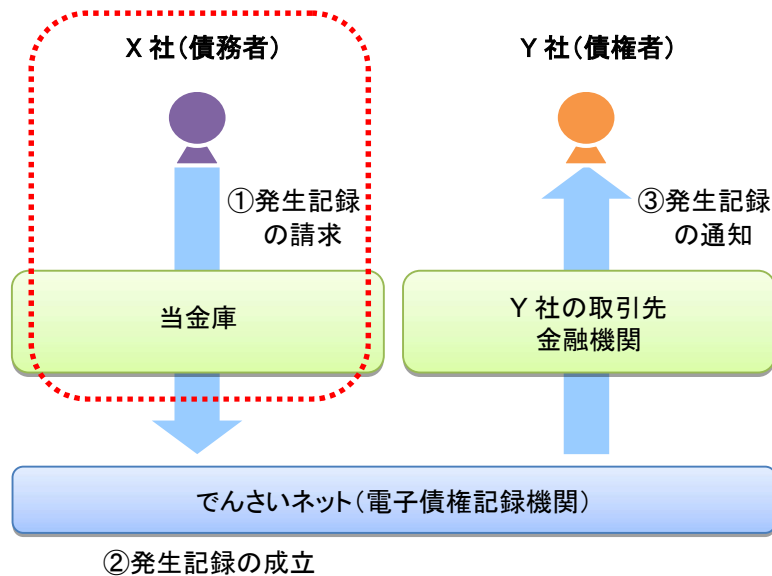 X 社(債務者)
Y 社(債権者)
①発生記録
の請求
③発生記録
の通知
当金庫
Y 社の取引先
金融機関
でんさいネット(電子債権記録機関)
②発生記録の成立